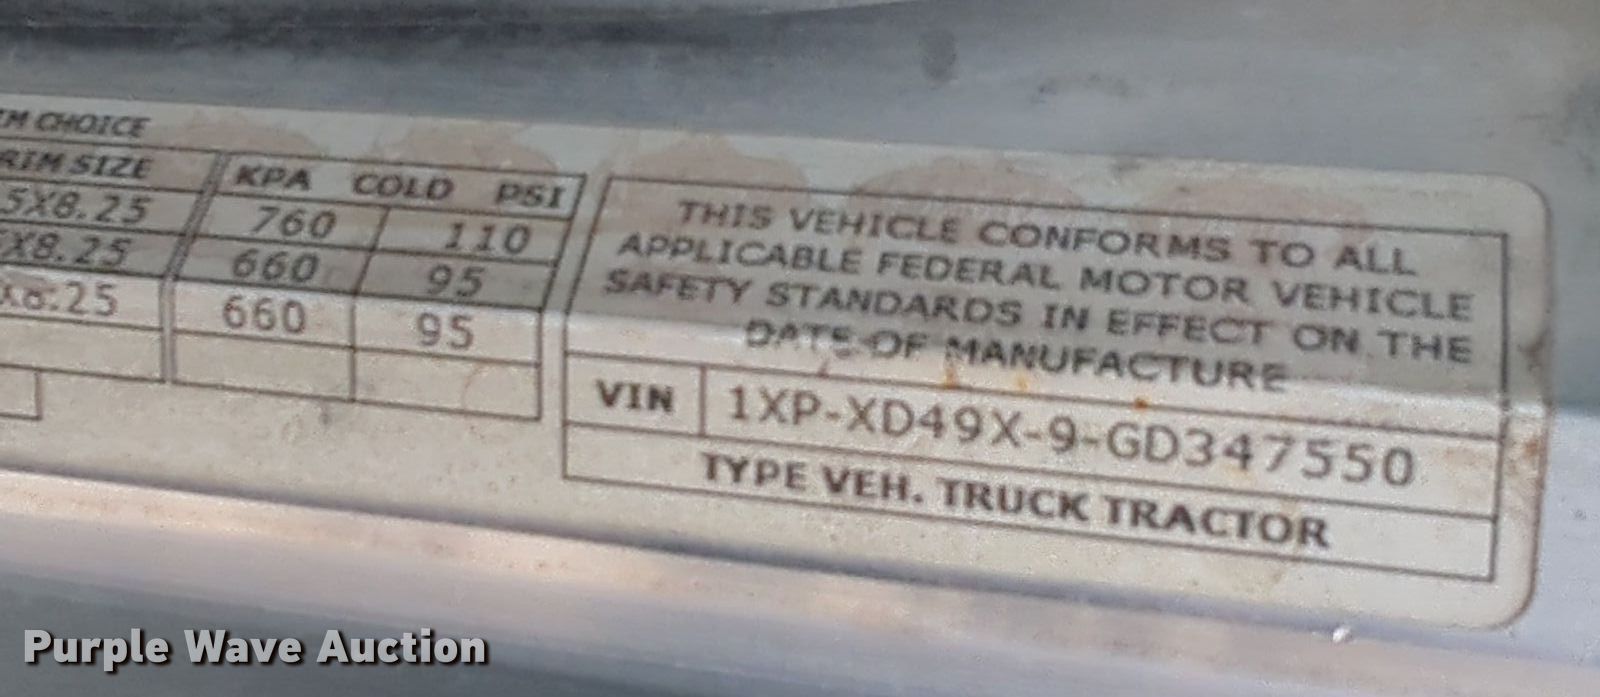 IM CHOICE
RIM SIZE KPA COLD PSI
5X8.25 760 110
X8.25 660 95
X8.25 660 95
THIS VEHICLE CONFORMS TO ALL
APPLICABLE FEDERAL MOTOR VEHICLE
SAFETY STANDARDS IN EFFECT ON THE
DATE OF MANUFACTURE
VIN 1XP-XD49X-9-GD347550
TYPE VEH. TRUCK TRACTOR
Purple Wave Auction